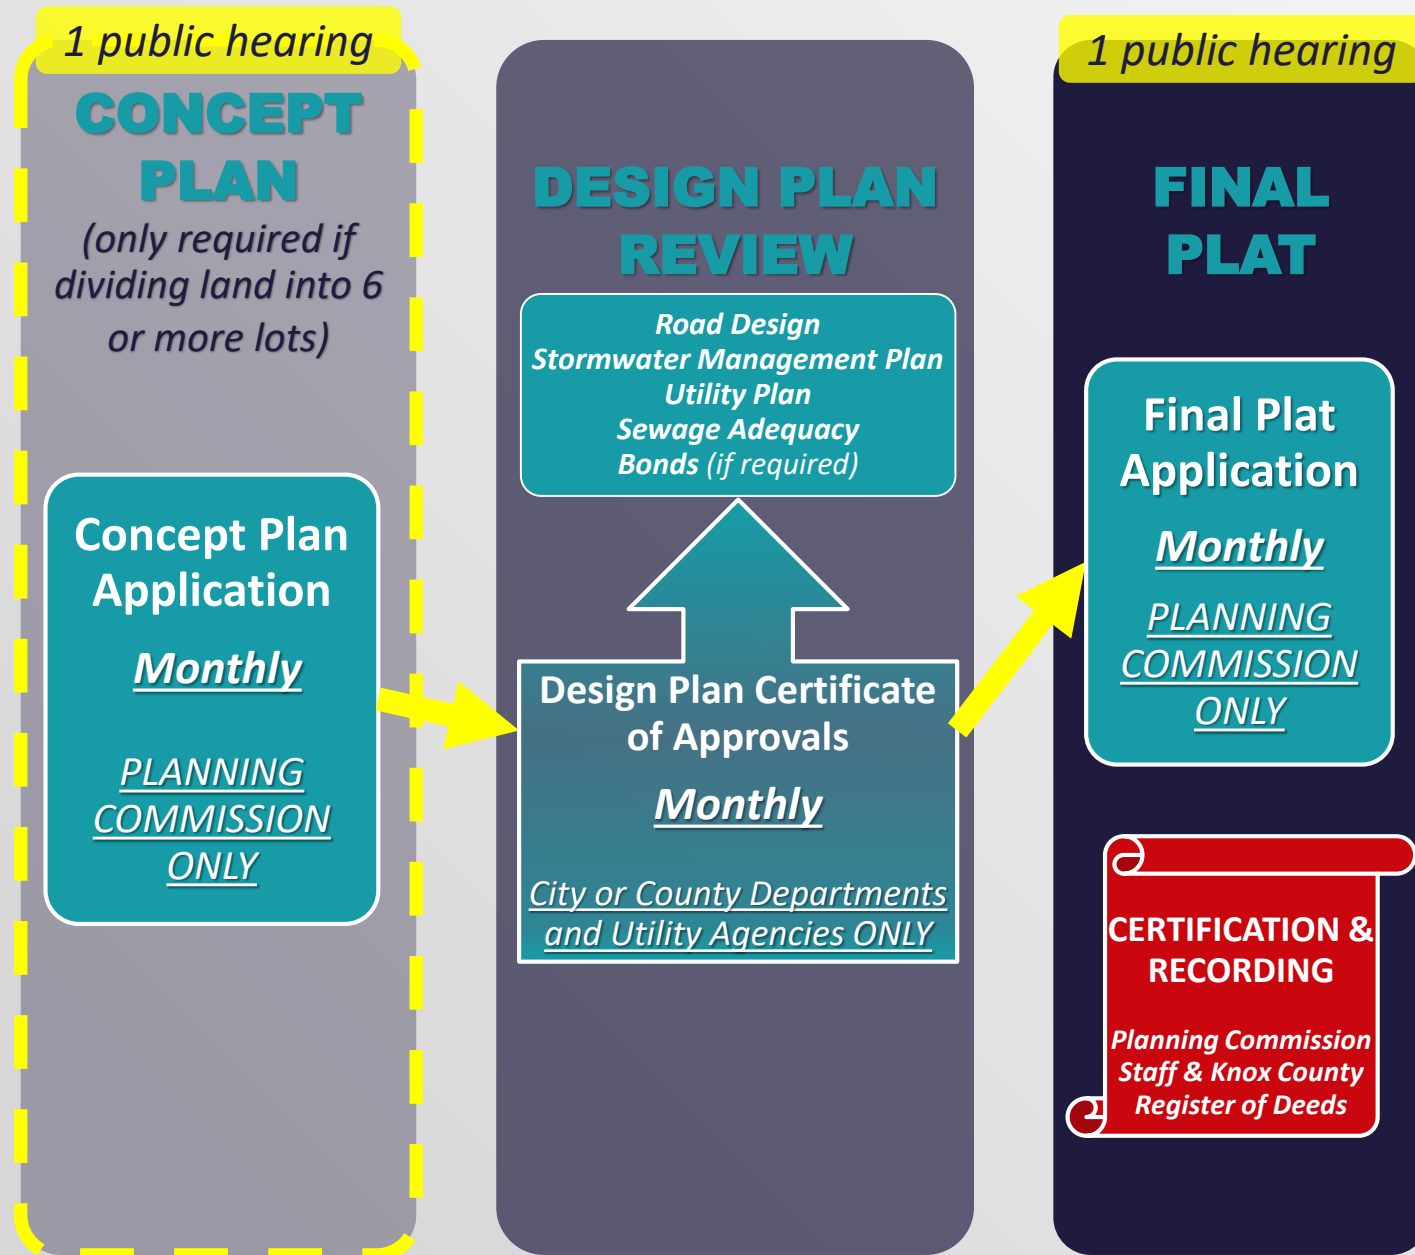 1 public hearing
CONCEPT
PLAN
(only required if
dividing land into 6
or more lots)
Concept Plan
Application
Monthly
PLANNING
COMMISSION
ONLY
DESIGN PLAN
REVIEW
Road Design
Stormwater Management Plan
Utility Plan
Sewage Adequacy
Bonds (if required)
Design Plan Certificate
of Approvals
Monthly
City or County Departments
and Utility Agencies ONLY
1 public hearing
FINAL
PLAT
Final Plat
Application
Monthly
PLANNING
COMMISSION
ONLY
CERTIFICATION &
RECORDING
Planning Commission
Staff & Knox County
Register of Deeds